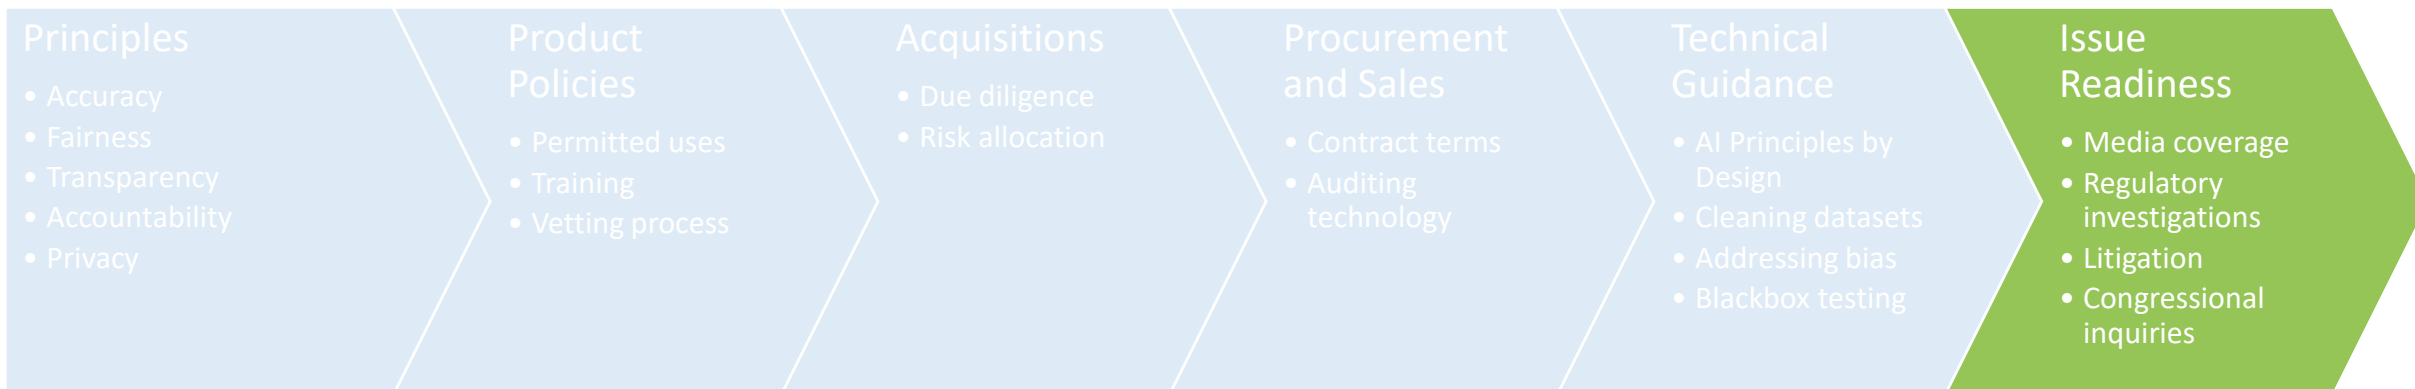 Principles
• Accuracy
• Fairness
• Transparency
• Accountability
• Privacy
Product
Policies
• Permitted uses
• Training
• Vetting process
Acquisitions
• Due diligence
• Risk allocation
Procurement
and Sales
• Contract terms
• Auditing
technology
Technical
Guidance
• AI Principles by
Design
• Cleaning datasets
• Addressing bias
• Blackbox testing
Issue
Readiness
• Media coverage
• Regulatory
investigations
• Litigation
• Congressional
inquiries